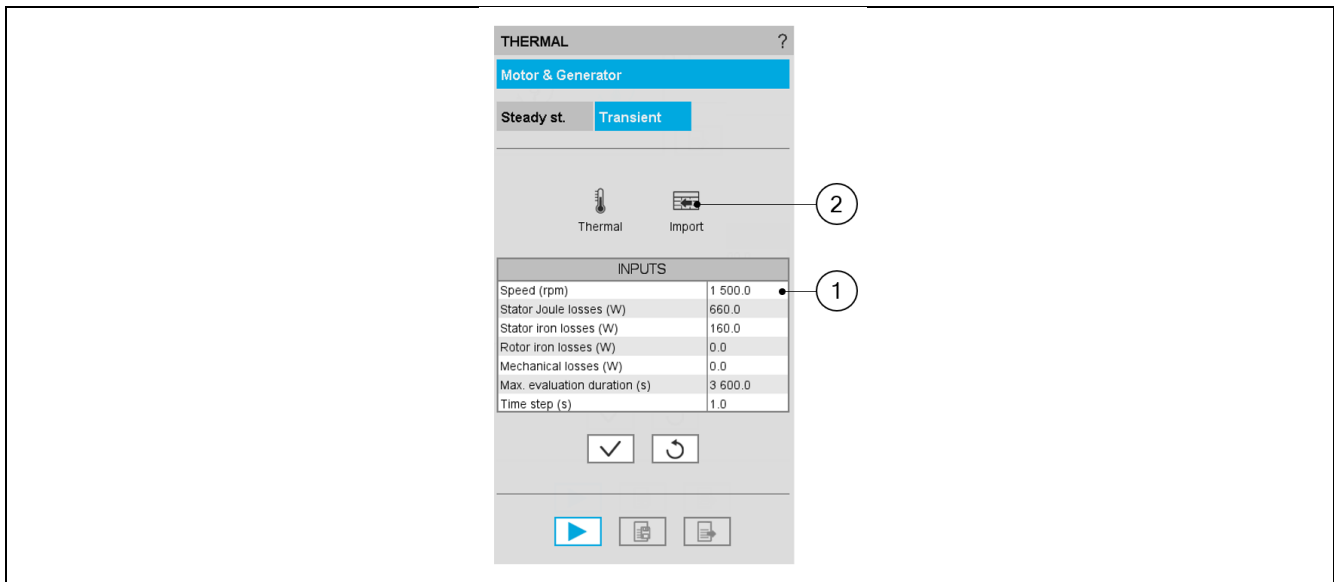 THERMAL ?
Motor & Generator
Steady st. Transient
Thermal Import
2
INPUTS
Speed (rpm) 1 500.0
1
Stator Joule losses (W) 660.0
Stator iron losses (W) 160.0
Rotor iron losses (W) 0.0
Mechanical losses (W) 0.0
Max. evaluation duration (s) 3 600.0
Time step (s) 1.0